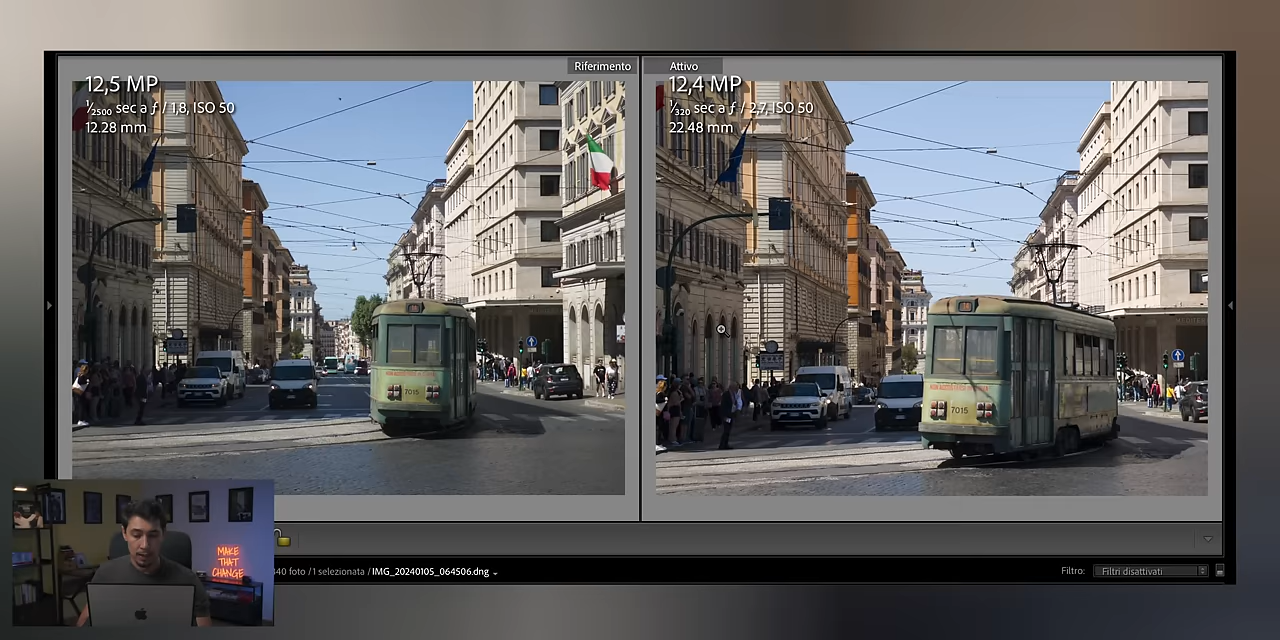 Riferimento
12,5 MP
1/2500 sec a ƒ / 1,8, ISO 50
12.28 mm
Attivo
12,4 MP
1/320 sec a ƒ / 2,7, ISO 50
22.48 mm
7015
7015
MAKE
THAT
CHANGE
340 foto / 1 selezionata / IMG_20240105_064506.dng
Filtro:
Filtri disattivati